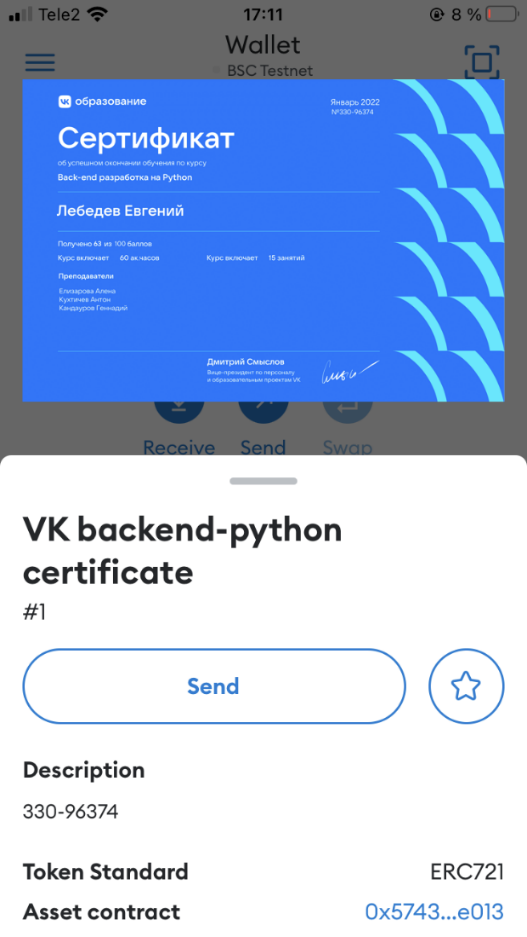 Tele2
17:11
8 %
Wallet
BSC Testnet
VK образование
Январь 2022
№330-96374
Сертификат
об успешном окончании обучения по курсу
Back-end разработка на Python
Лебедев Евгений
Получено 63 из 100 баллов
Курс включает 60 ак.часов Курс включает 15 занятий
Преподаватели
Елизарова Алена
Кухтичев Антон
Кандауров Геннадий
Дмитрий Смыслов
Вице-президент по персоналу
и образовательным проектам VK
Receive Send Swap
VK backend-python
certificate
#1
Send
Description
330-96374
Token Standard ERC721
Asset contract 0x5743...e013